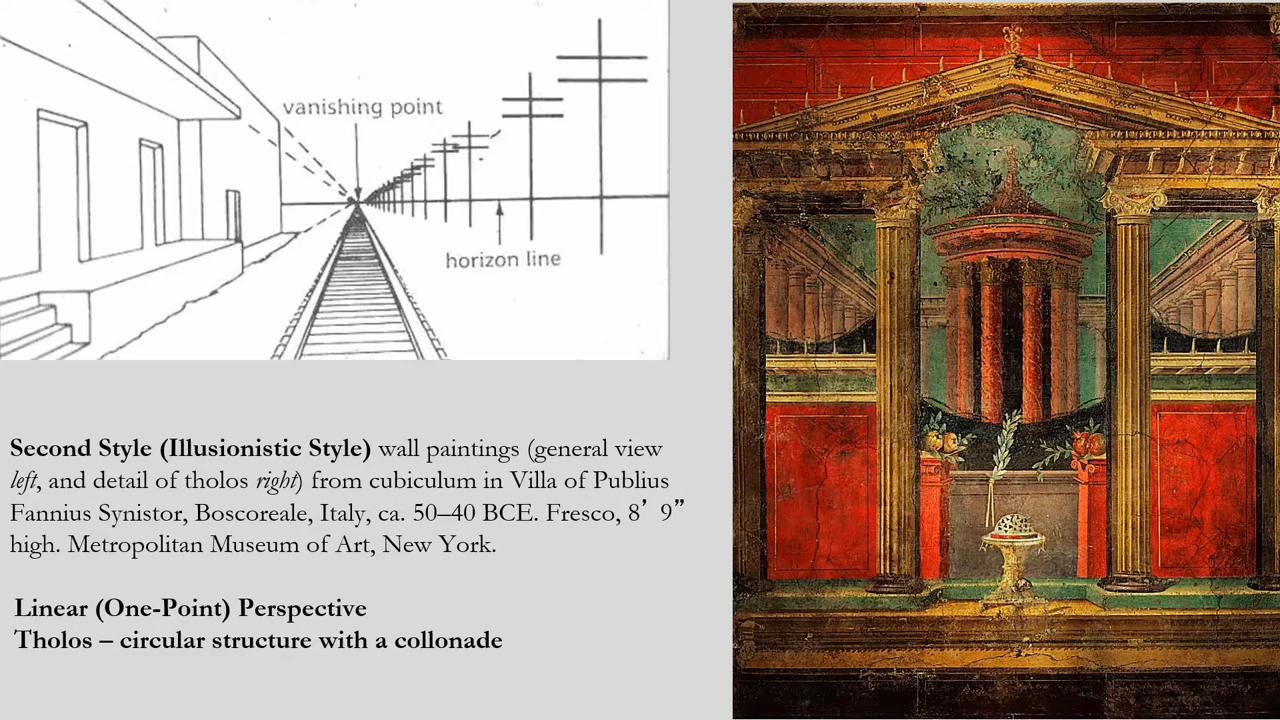 vanishing point
horizon line
Second Style (Illusionistic Style) wall paintings (general view
left, and detail of tholos right) from cubiculum in Villa of Publius
Fannius Synistor, Boscoreale, Italy, ca. 50–40 BCE. Fresco, 8’ 9”
high. Metropolitan Museum of Art, New York.
Linear (One-Point) Perspective
Tholos – circular structure with a collonade